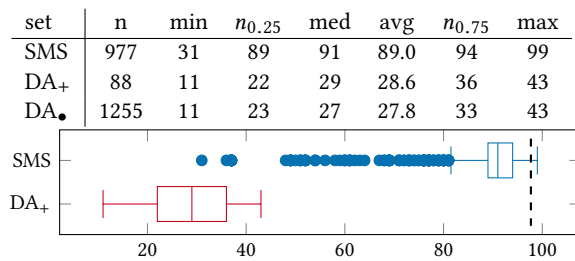 set n min n0.25 med avg n0.75 max
SMS 977 31 89 91 89.0 94 99
DA+ 88 11 22 29 28.6 36 43
DA• 1255 11 23 27 27.8 33 43
SMS
DA+
20 40 60 80 100